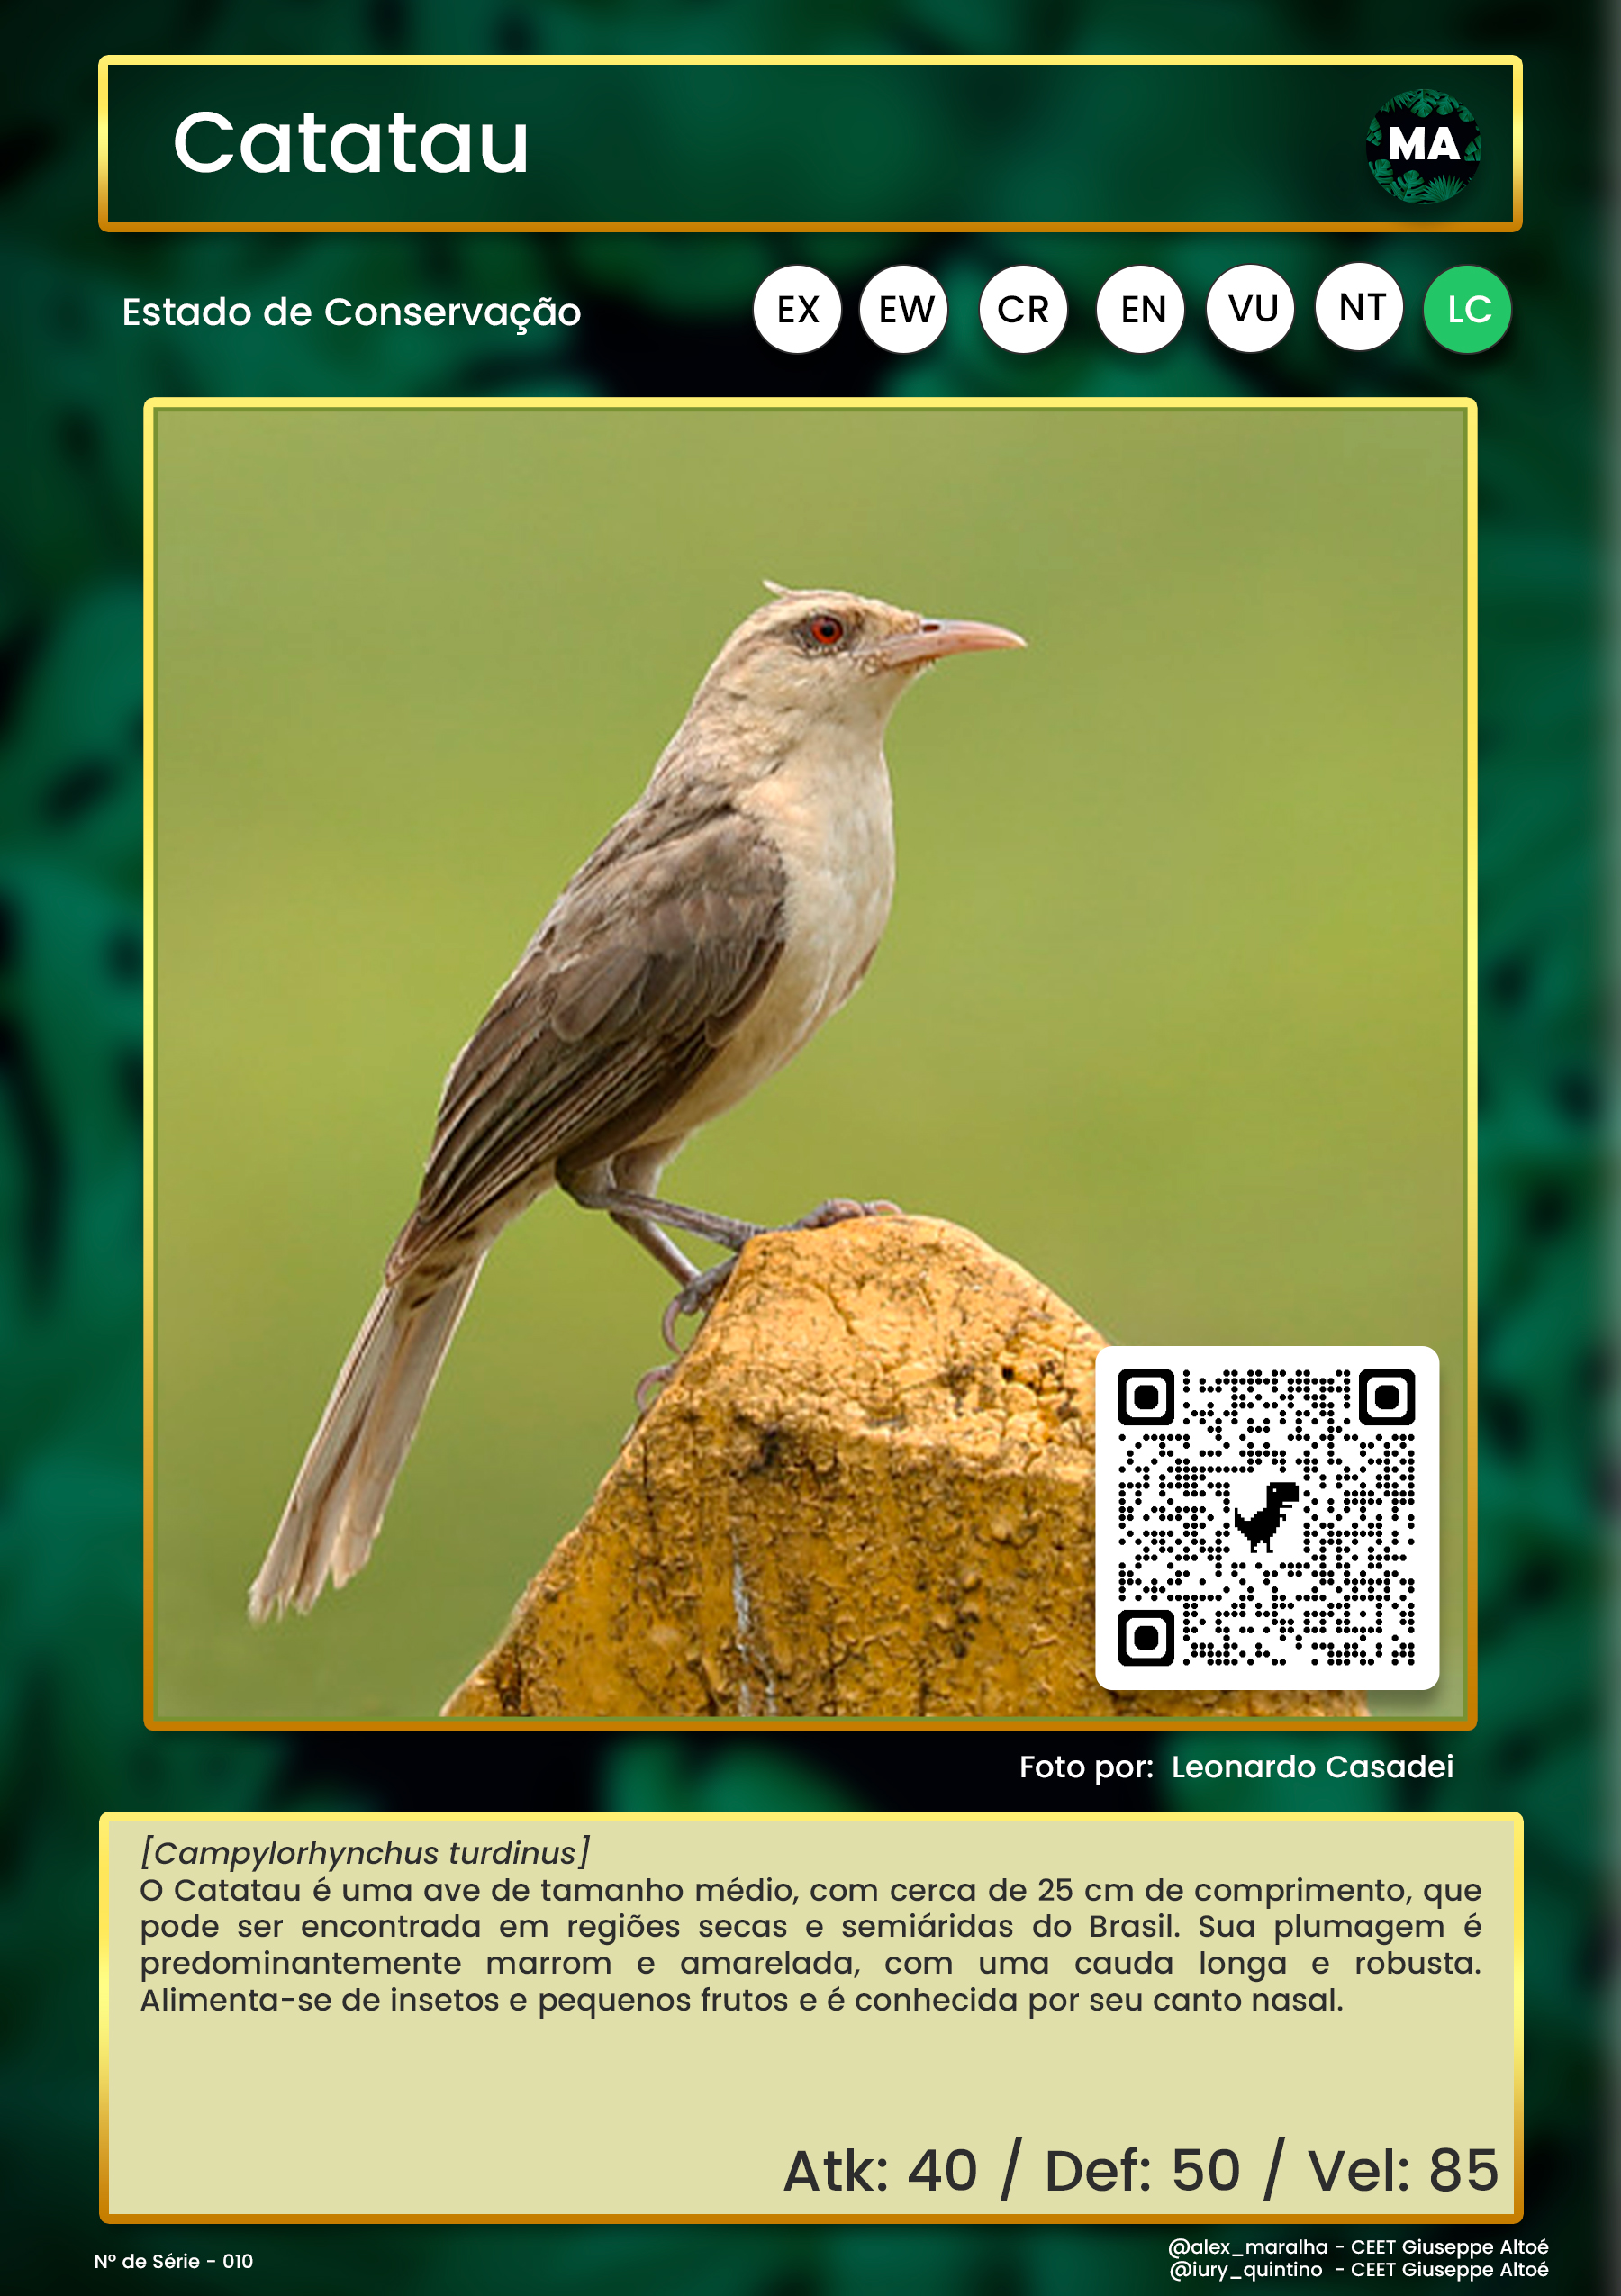 Catatau
MA
Estado de Conservação
EX EW CR EN VU NT LC
Foto por: Leonardo Casadei
[Campylorhynchus turdinus]
O Catatau é uma ave de tamanho médio, com cerca de 25 cm de comprimento, que
pode ser encontrada em regiões secas e semiáridas do Brasil. Sua plumagem é
predominantemente marrom e amarelada, com uma cauda longa e robusta.
Alimenta-se de insetos e pequenos frutos e é conhecida por seu canto nasal.
Atk: 40 / Def: 50 / Vel: 85
Nº de Série - 010
@alex_maralha - CEET Giuseppe Altoé
@iury_quintino - CEET Giuseppe Altoé